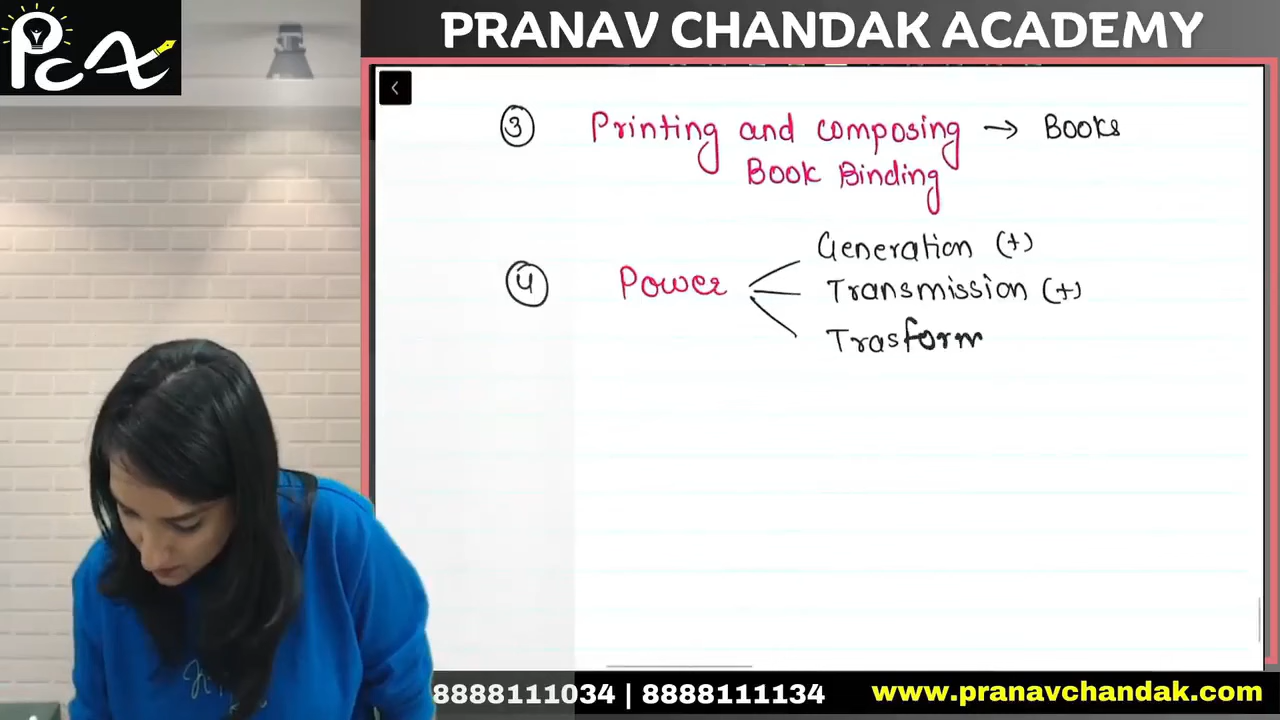 PCA
PRANAV CHANDAK ACADEMY
3 Printing and composing → Books
Book Binding
4 Power Generation (+)
Transmission (+)
Trasform
8888111034 | 8888111134 www.pranavchandak.com